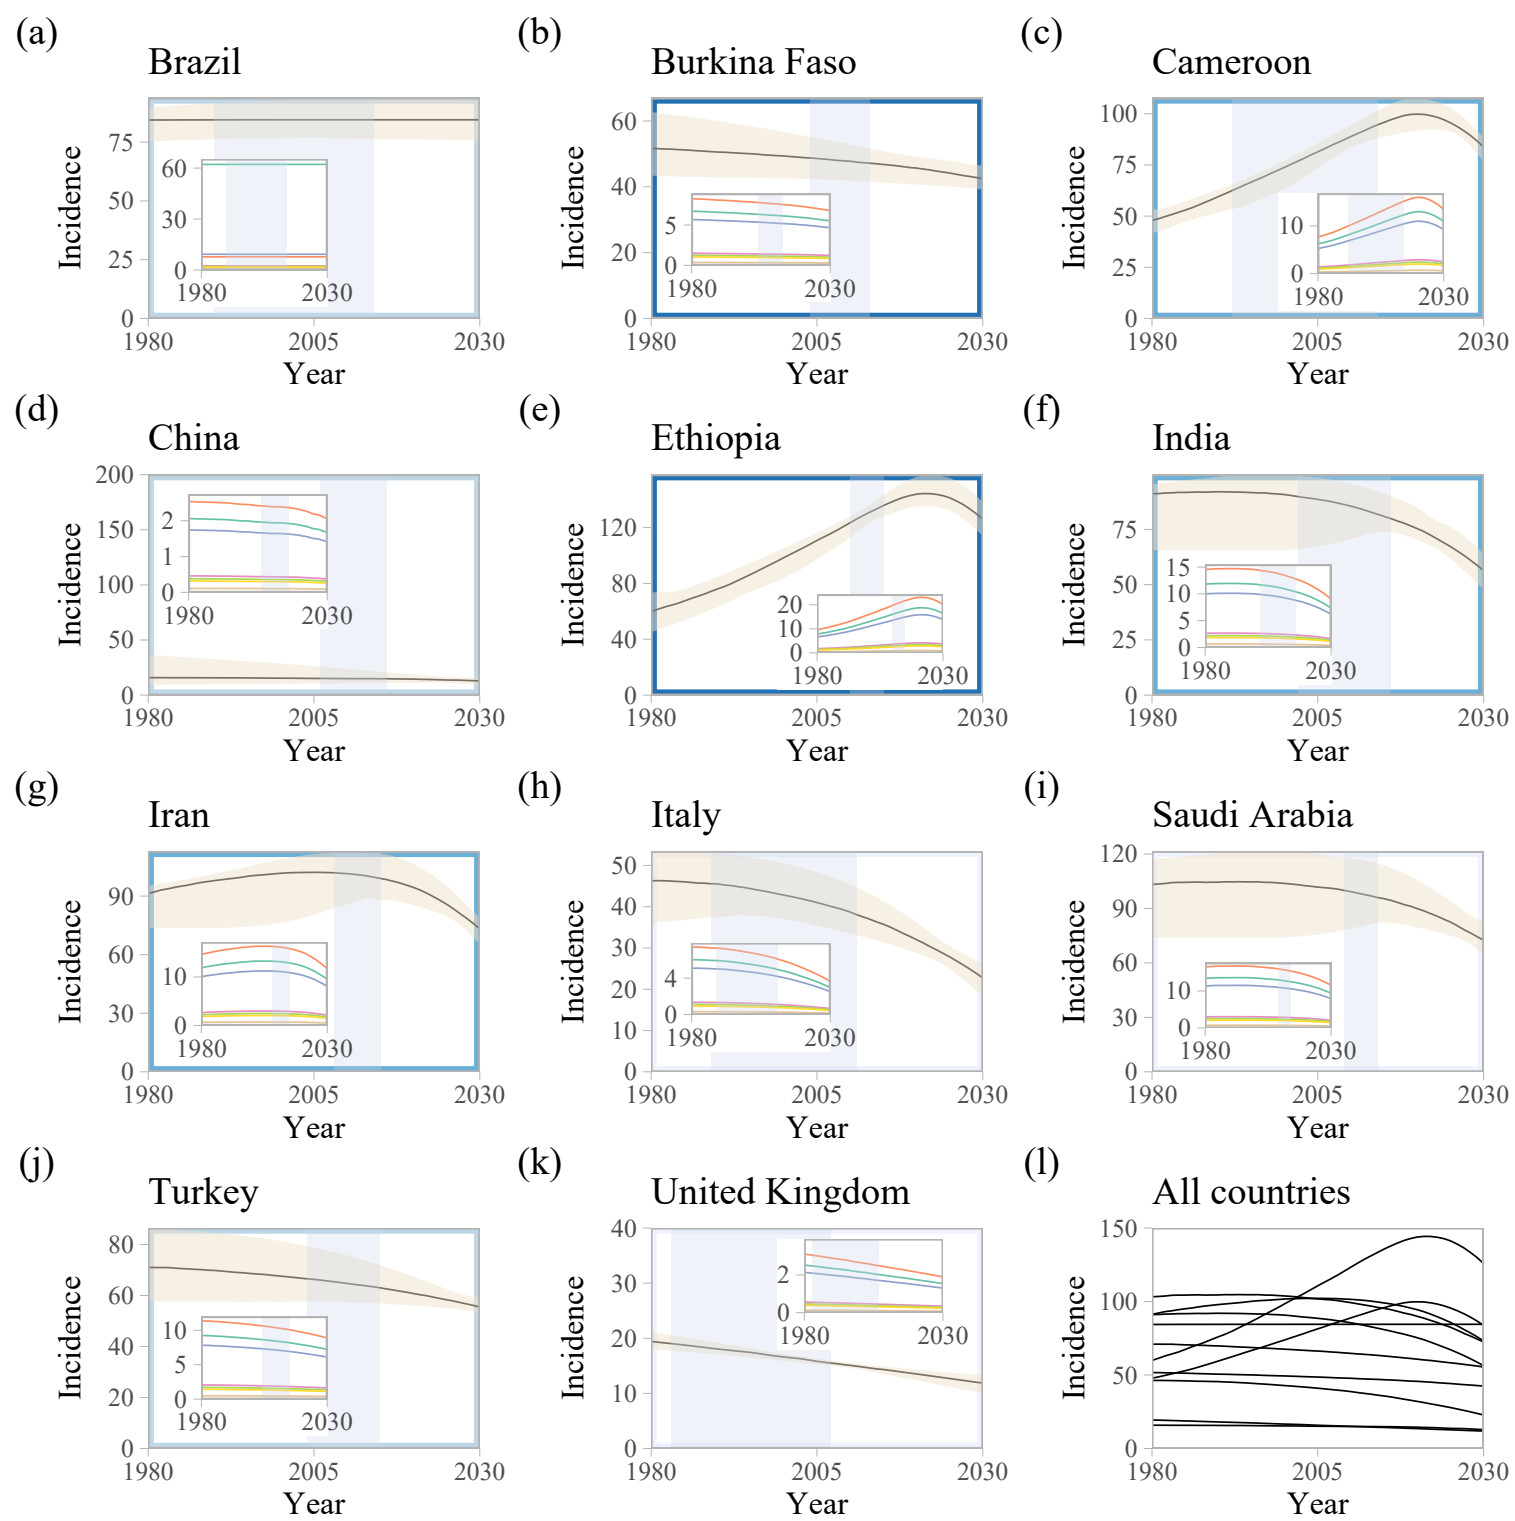 (a)
Brazil
Incidence
75
50
25
0
60
30
0
1980 2030
1980 2005 2030
Year
(b)
Burkina Faso
Incidence
60
40
20
0
5
0
1980 2030
1980 2005 2030
Year
(c)
Cameroon
Incidence
100
75
50
25
0
10
0
1980 2030
1980 2005 2030
Year
(d)
China
Incidence
200
150
100
50
0
2
1
0
1980 2030
1980 2005 2030
Year
(e)
Ethiopia
Incidence
120
80
40
0
20
10
0
1980 2030
1980 2005 2030
Year
(f)
India
Incidence
75
50
25
0
15
10
5
0
1980 2030
1980 2005 2030
Year
(g)
Iran
Incidence
90
60
30
0
10
0
1980 2030
1980 2005 2030
Year
(h)
Italy
Incidence
50
40
30
20
10
0
4
0
1980 2030
1980 2005 2030
Year
(i)
Saudi Arabia
Incidence
120
90
60
30
0
10
0
1980 2030
1980 2005 2030
Year
(j)
Turkey
Incidence
80
60
40
20
0
10
5
0
1980 2030
1980 2005 2030
Year
(k)
United Kingdom
Incidence
40
30
20
10
0
2
0
1980 2030
1980 2005 2030
Year
(l)
All countries
Incidence
150
100
50
0
1980 2005 2030
Year